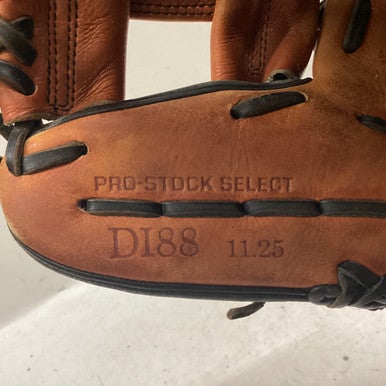 PRO-STOCK SELECT
DI88 11.25